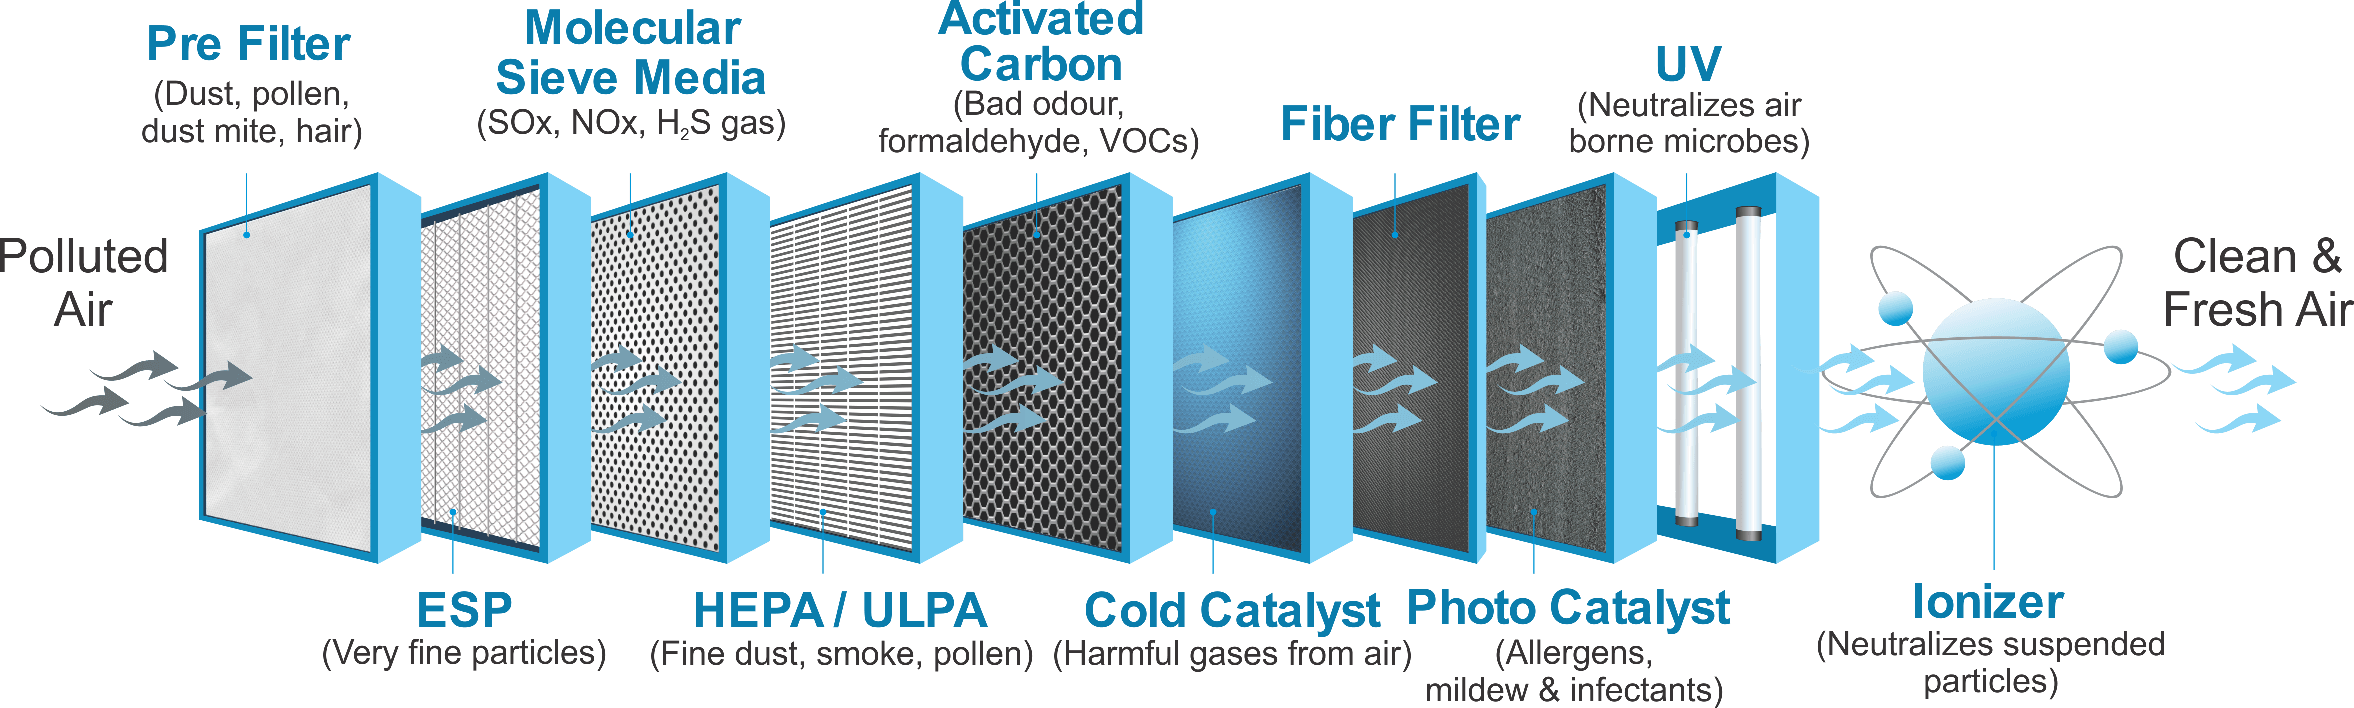 Polluted
Air
Pre Filter
(Dust, pollen,
dust mite, hair)
ESP
(Very fine particles)
Molecular
Sieve Media
(SOx, NOx, H₂S gas)
HEPA / ULPA
(Fine dust, smoke, pollen)
Activated
Carbon
(Bad odour,
formaldehyde, VOCs)
Cold Catalyst
(Harmful gases from air)
Fiber Filter
Photo Catalyst
(Allergens,
mildew & infectants)
UV
(Neutralizes air
borne microbes)
Ionizer
(Neutralizes suspended
particles)
Clean &
Fresh Air